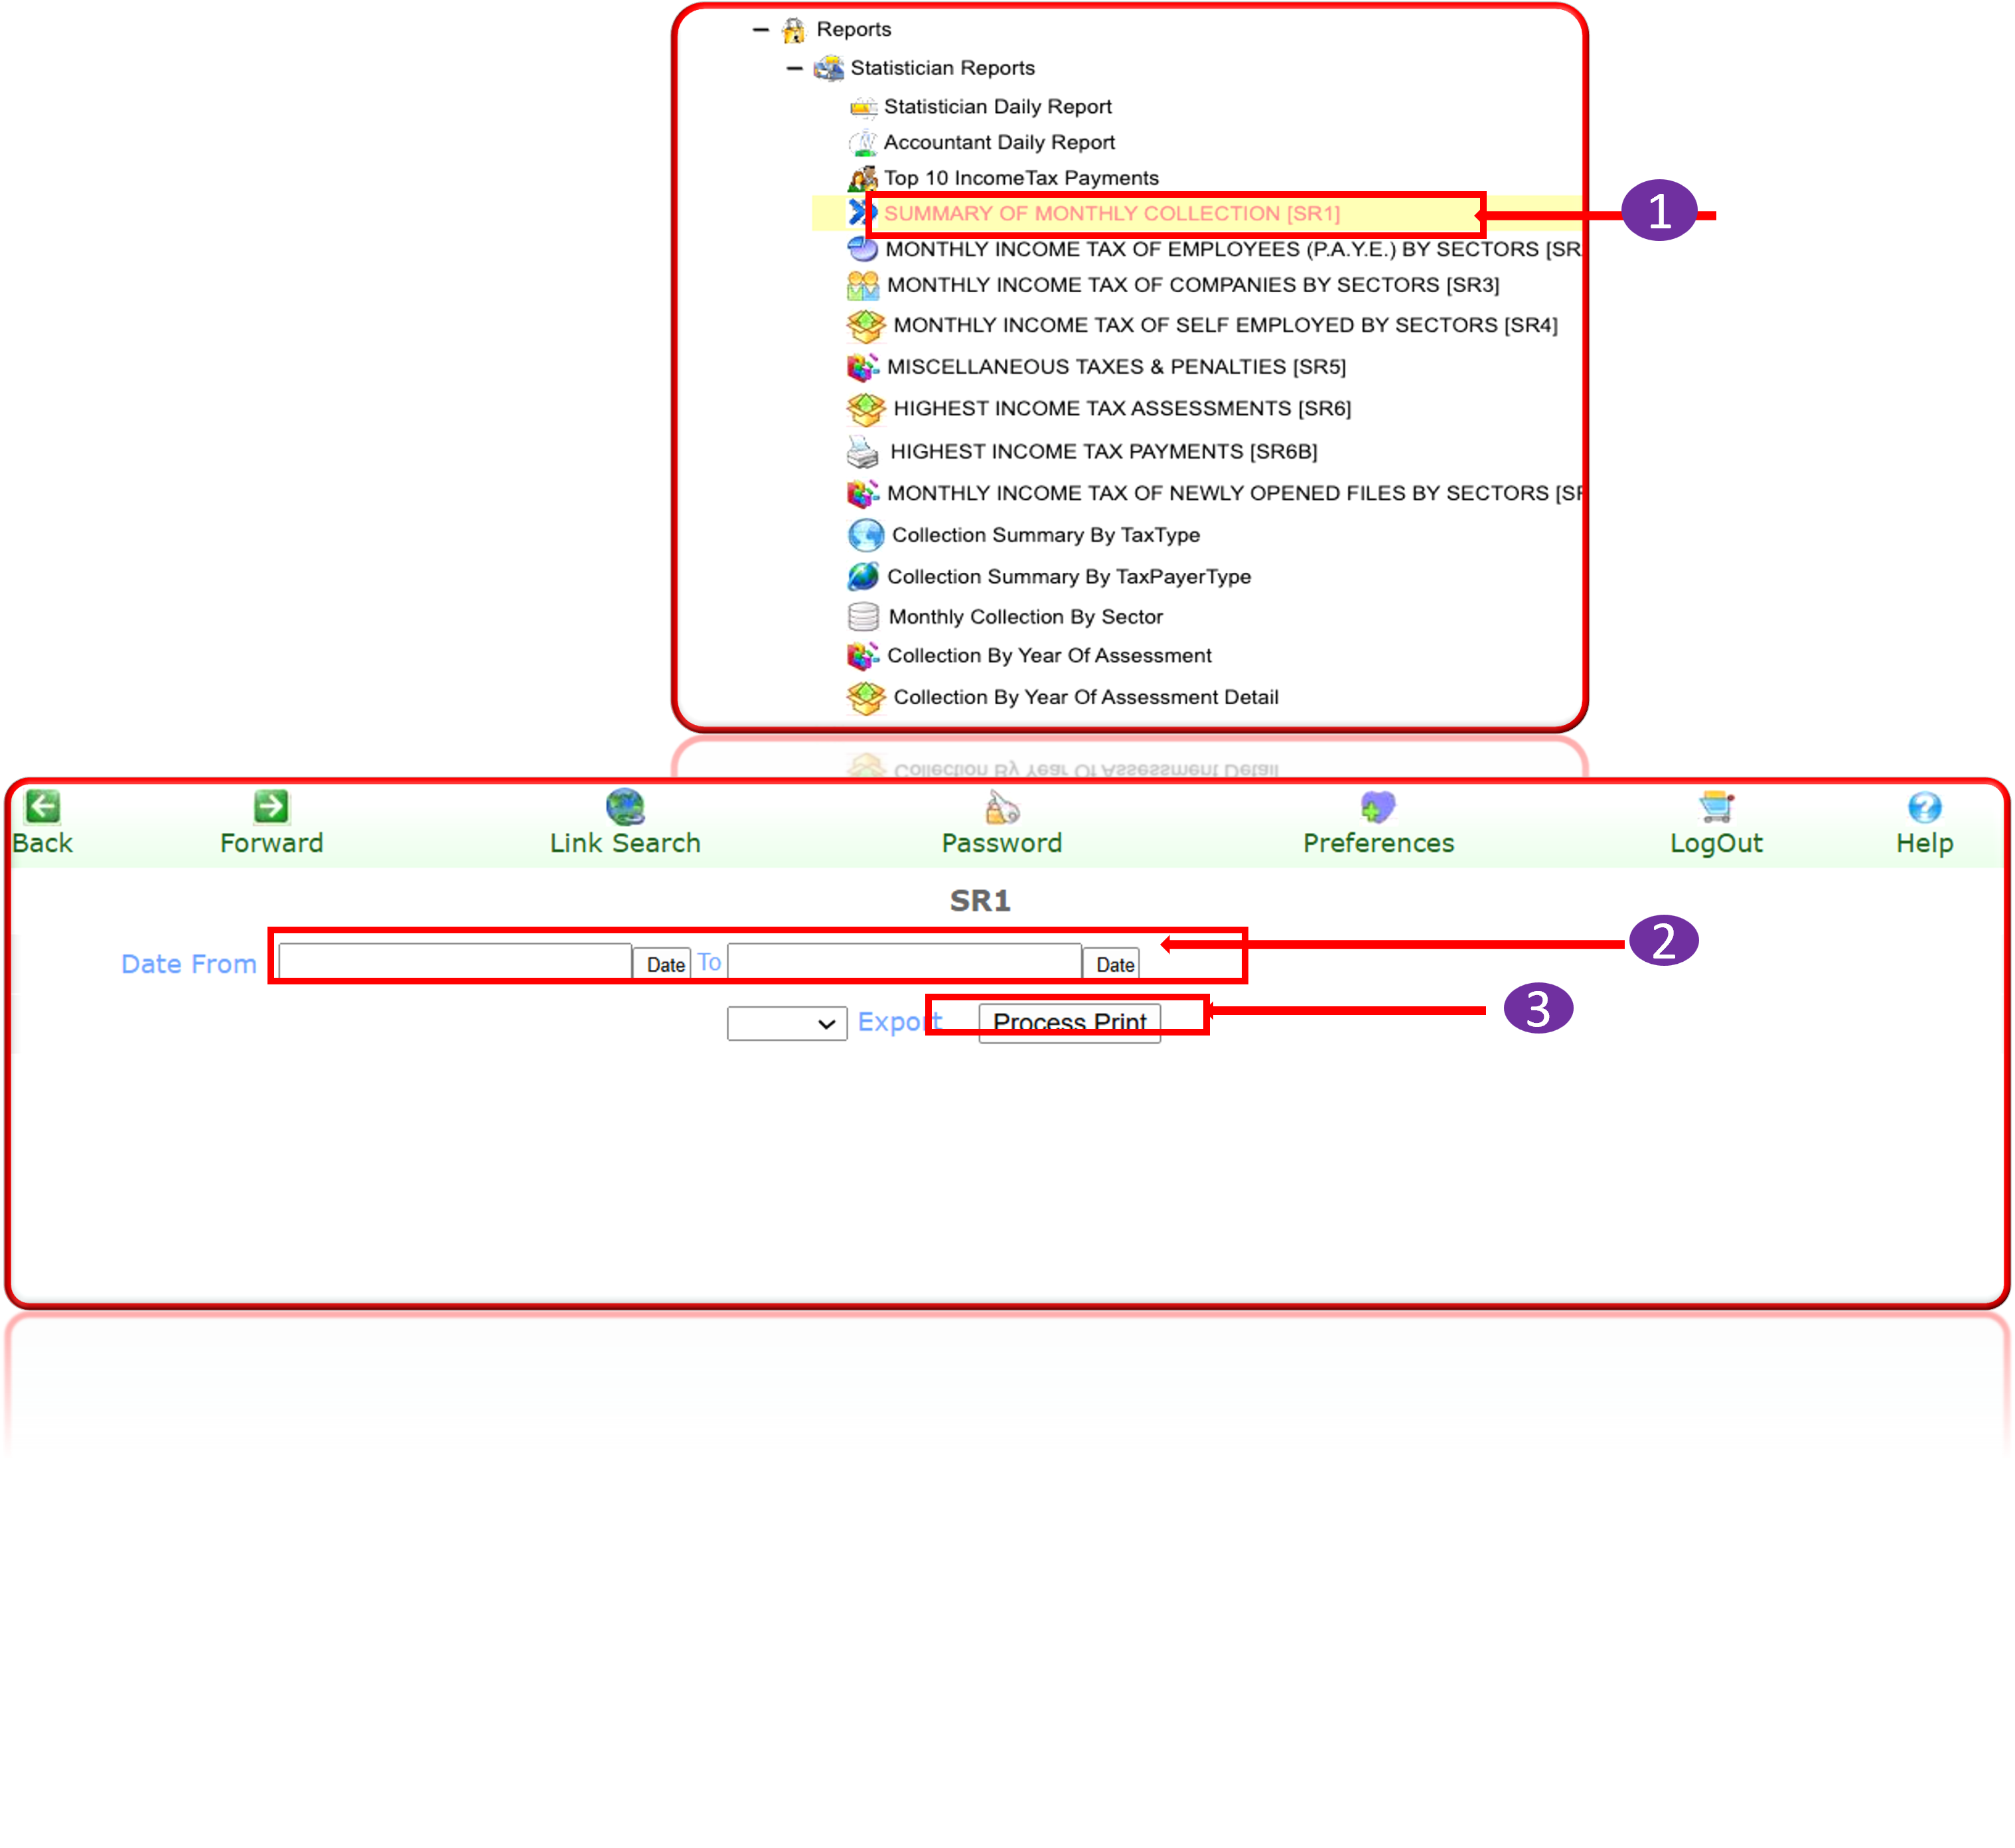 Reports
Statistician Reports
Statistician Daily Report
Accountant Daily Report
Top 10 IncomeTax Payments
SUMMARY OF MONTHLY COLLECTION [SR1]
1
MONTHLY INCOME TAX OF EMPLOYEES (P.A.Y.E.) BY SECTORS [SR
MONTHLY INCOME TAX OF COMPANIES BY SECTORS [SR3]
MONTHLY INCOME TAX OF SELF EMPLOYED BY SECTORS [SR4]
MISCELLANEOUS TAXES & PENALTIES [SR5]
HIGHEST INCOME TAX ASSESSMENTS [SR6]
HIGHEST INCOME TAX PAYMENTS [SR6B]
MONTHLY INCOME TAX OF NEWLY OPENED FILES BY SECTORS [SR
Collection Summary By TaxType
Collection Summary By TaxPayerType
Monthly Collection By Sector
Collection By Year Of Assessment
Collection By Year Of Assessment Detail
Back Forward Link Search Password Preferences LogOut Help
SR1
Date From Date To Date
2
Export Process Print
3